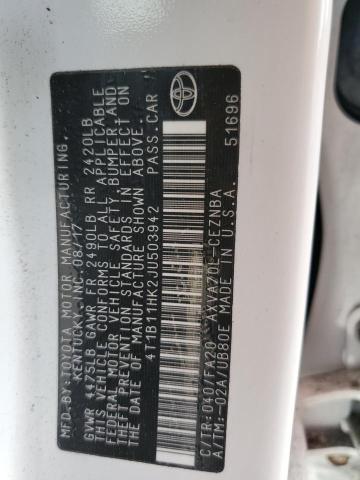 MFD.BY:TOYOTA MOTOR MANUFACTURING,
KENTUCKY,INC. 08/17
GVWR 4475LB GAWR FR 2490LB RR 2420LB
THIS VEHICLE CONFORMS TO ALL APPLICABLE
FEDERAL MOTOR VEHICLE SAFETY, BUMPER, AND
THEFT PREVENTION STANDARDS IN EFFECT ON
THE DATE OF MANUFACTURE SHOWN ABOVE.
4T1B11HK2JU503942 PASS.CAR
C/TR:040/FX20 AXVA70L-CEZNBA
A/TM:-02A/UB80E MADE IN U.S.A.
51696